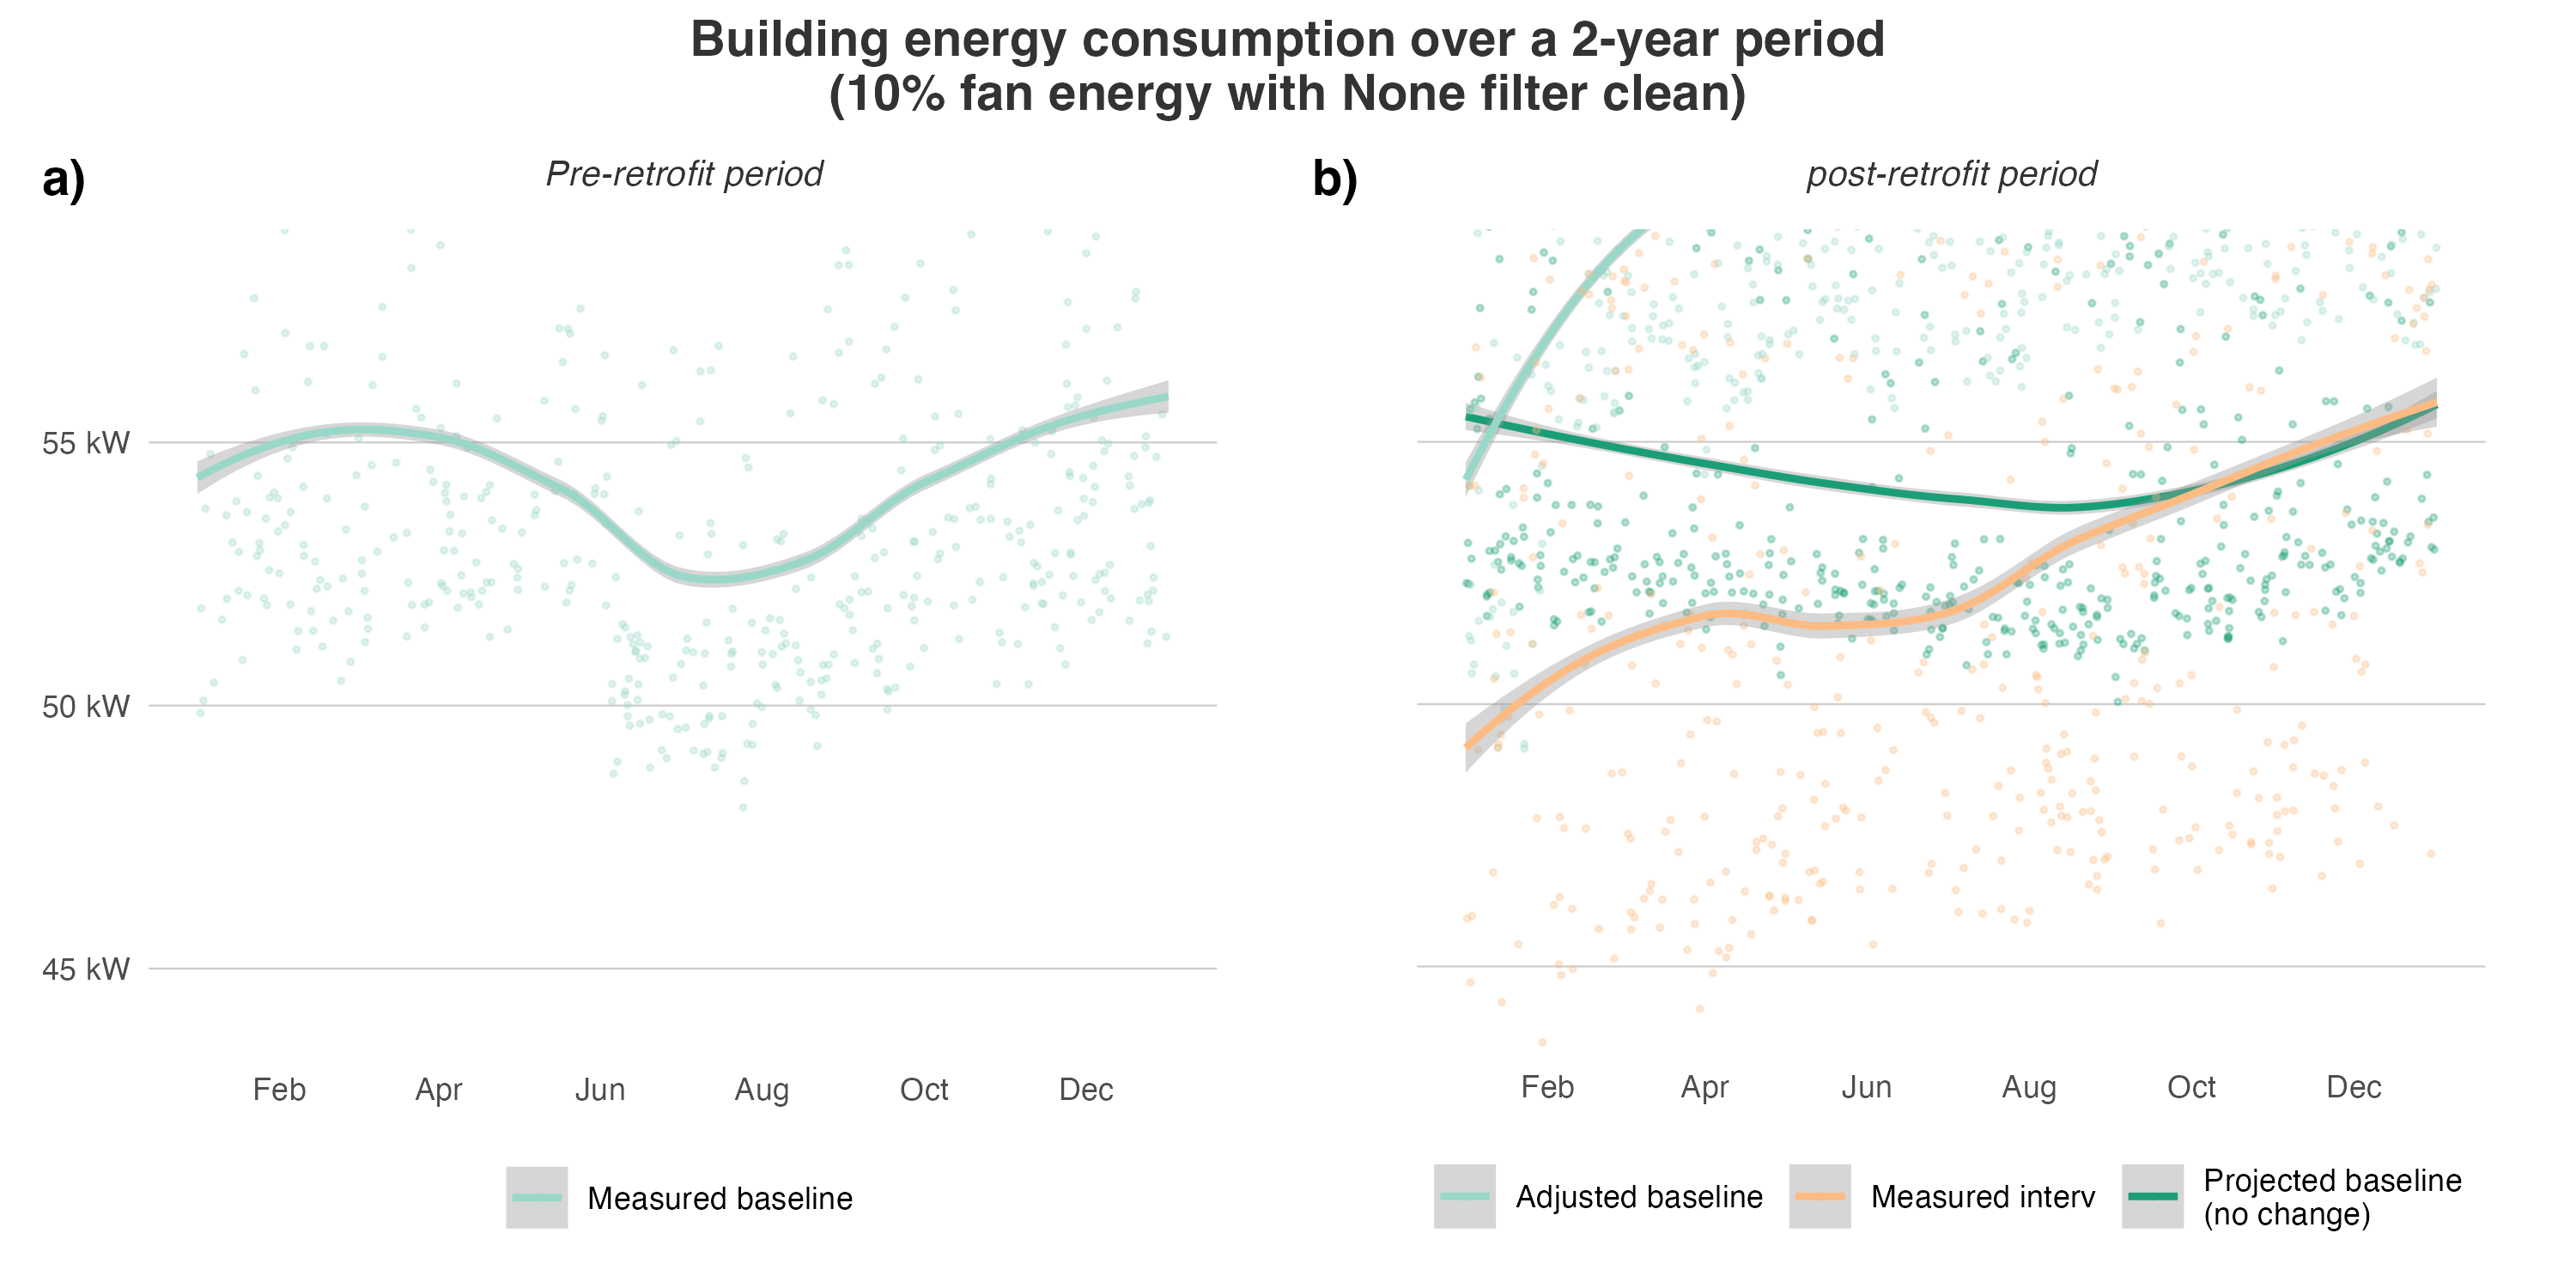 Building energy consumption over a 2-year period
(10% fan energy with None filter clean)
a)
Pre-retrofit period
55 kW
50 kW
45 kW
Feb Apr Jun Aug Oct Dec
Measured baseline
b)
post-retrofit period
Feb Apr Jun Aug Oct Dec
Adjusted baseline
Measured interv
Projected baseline
(no change)